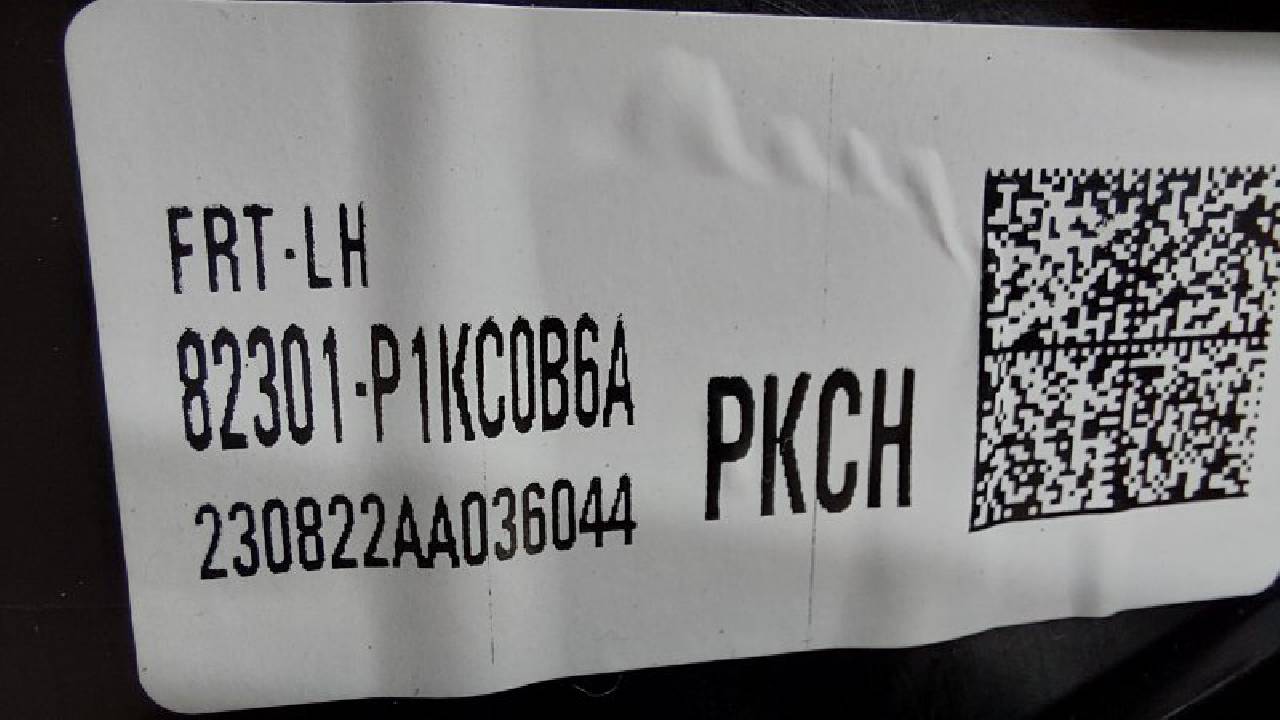 FRT-LH
82301-P1KC0B6A
PKCH
230822AA036044